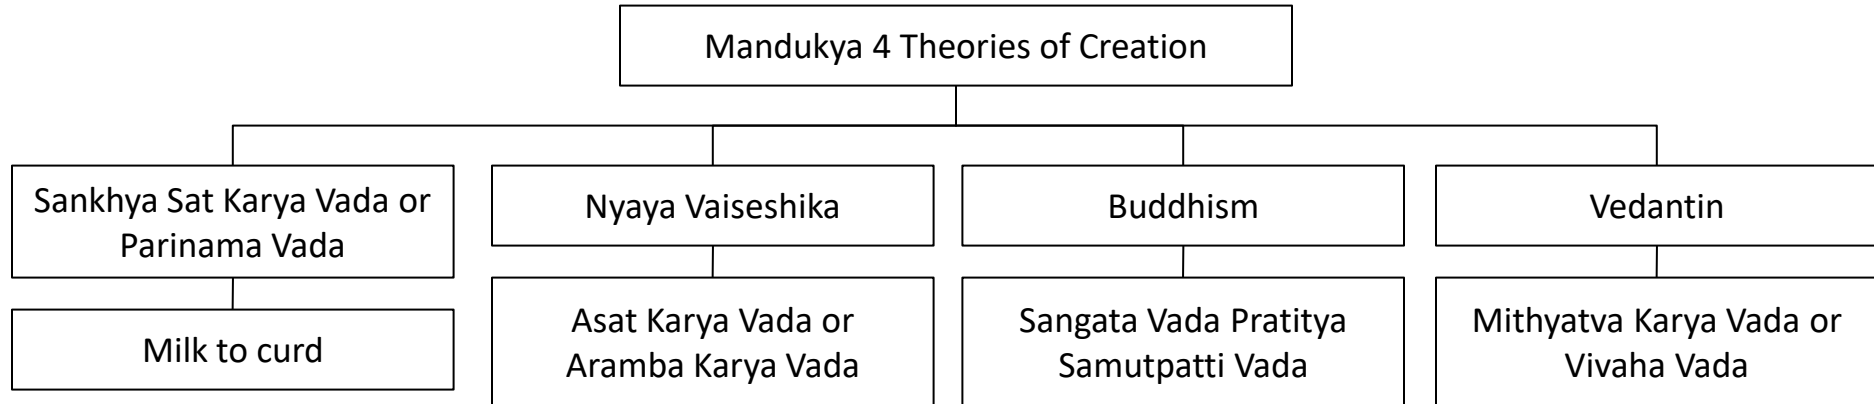 Mandukya 4 Theories of Creation
Sankhya Sat Karya Vada or
Parinama Vada
Nyaya Vaiseshika
Buddhism
Vedantin
Milk to curd
Asat Karya Vada or
Aramba Karya Vada
Sangata Vada Pratitya
Samutpatti Vada
Mithyatva Karya Vada or
Vivaha Vada